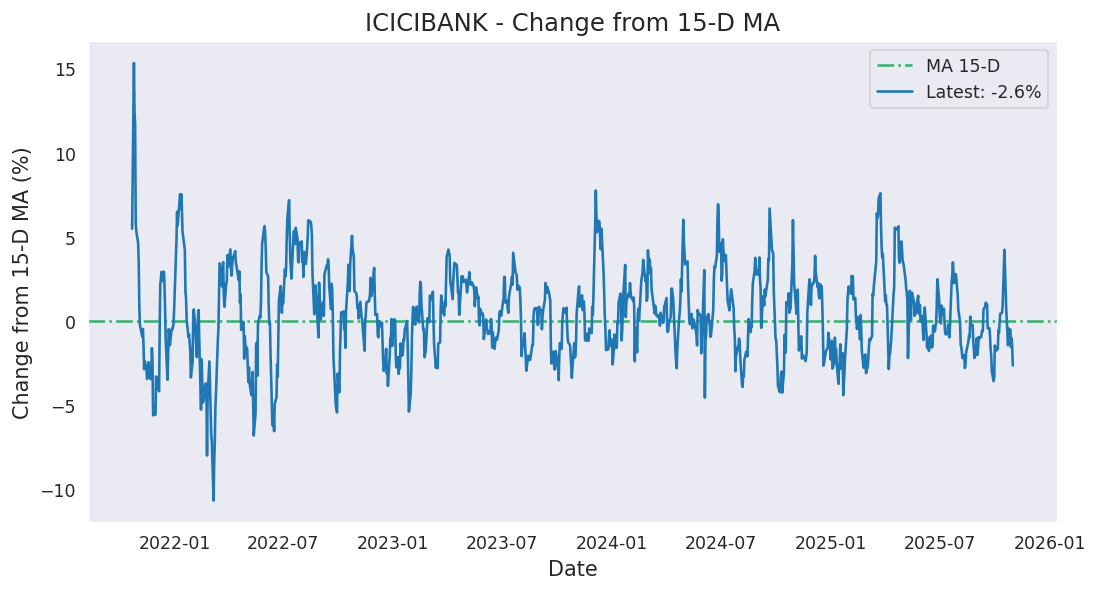 ICICIBANK - Change from 15-D MA
MA 15-D
Latest: -2.6%
Change from 15-D MA (%)
15
10
5
0
−5
−10
2022-01 2022-07 2023-01 2023-07 2024-01 2024-07 2025-01 2025-07 2026-01
Date